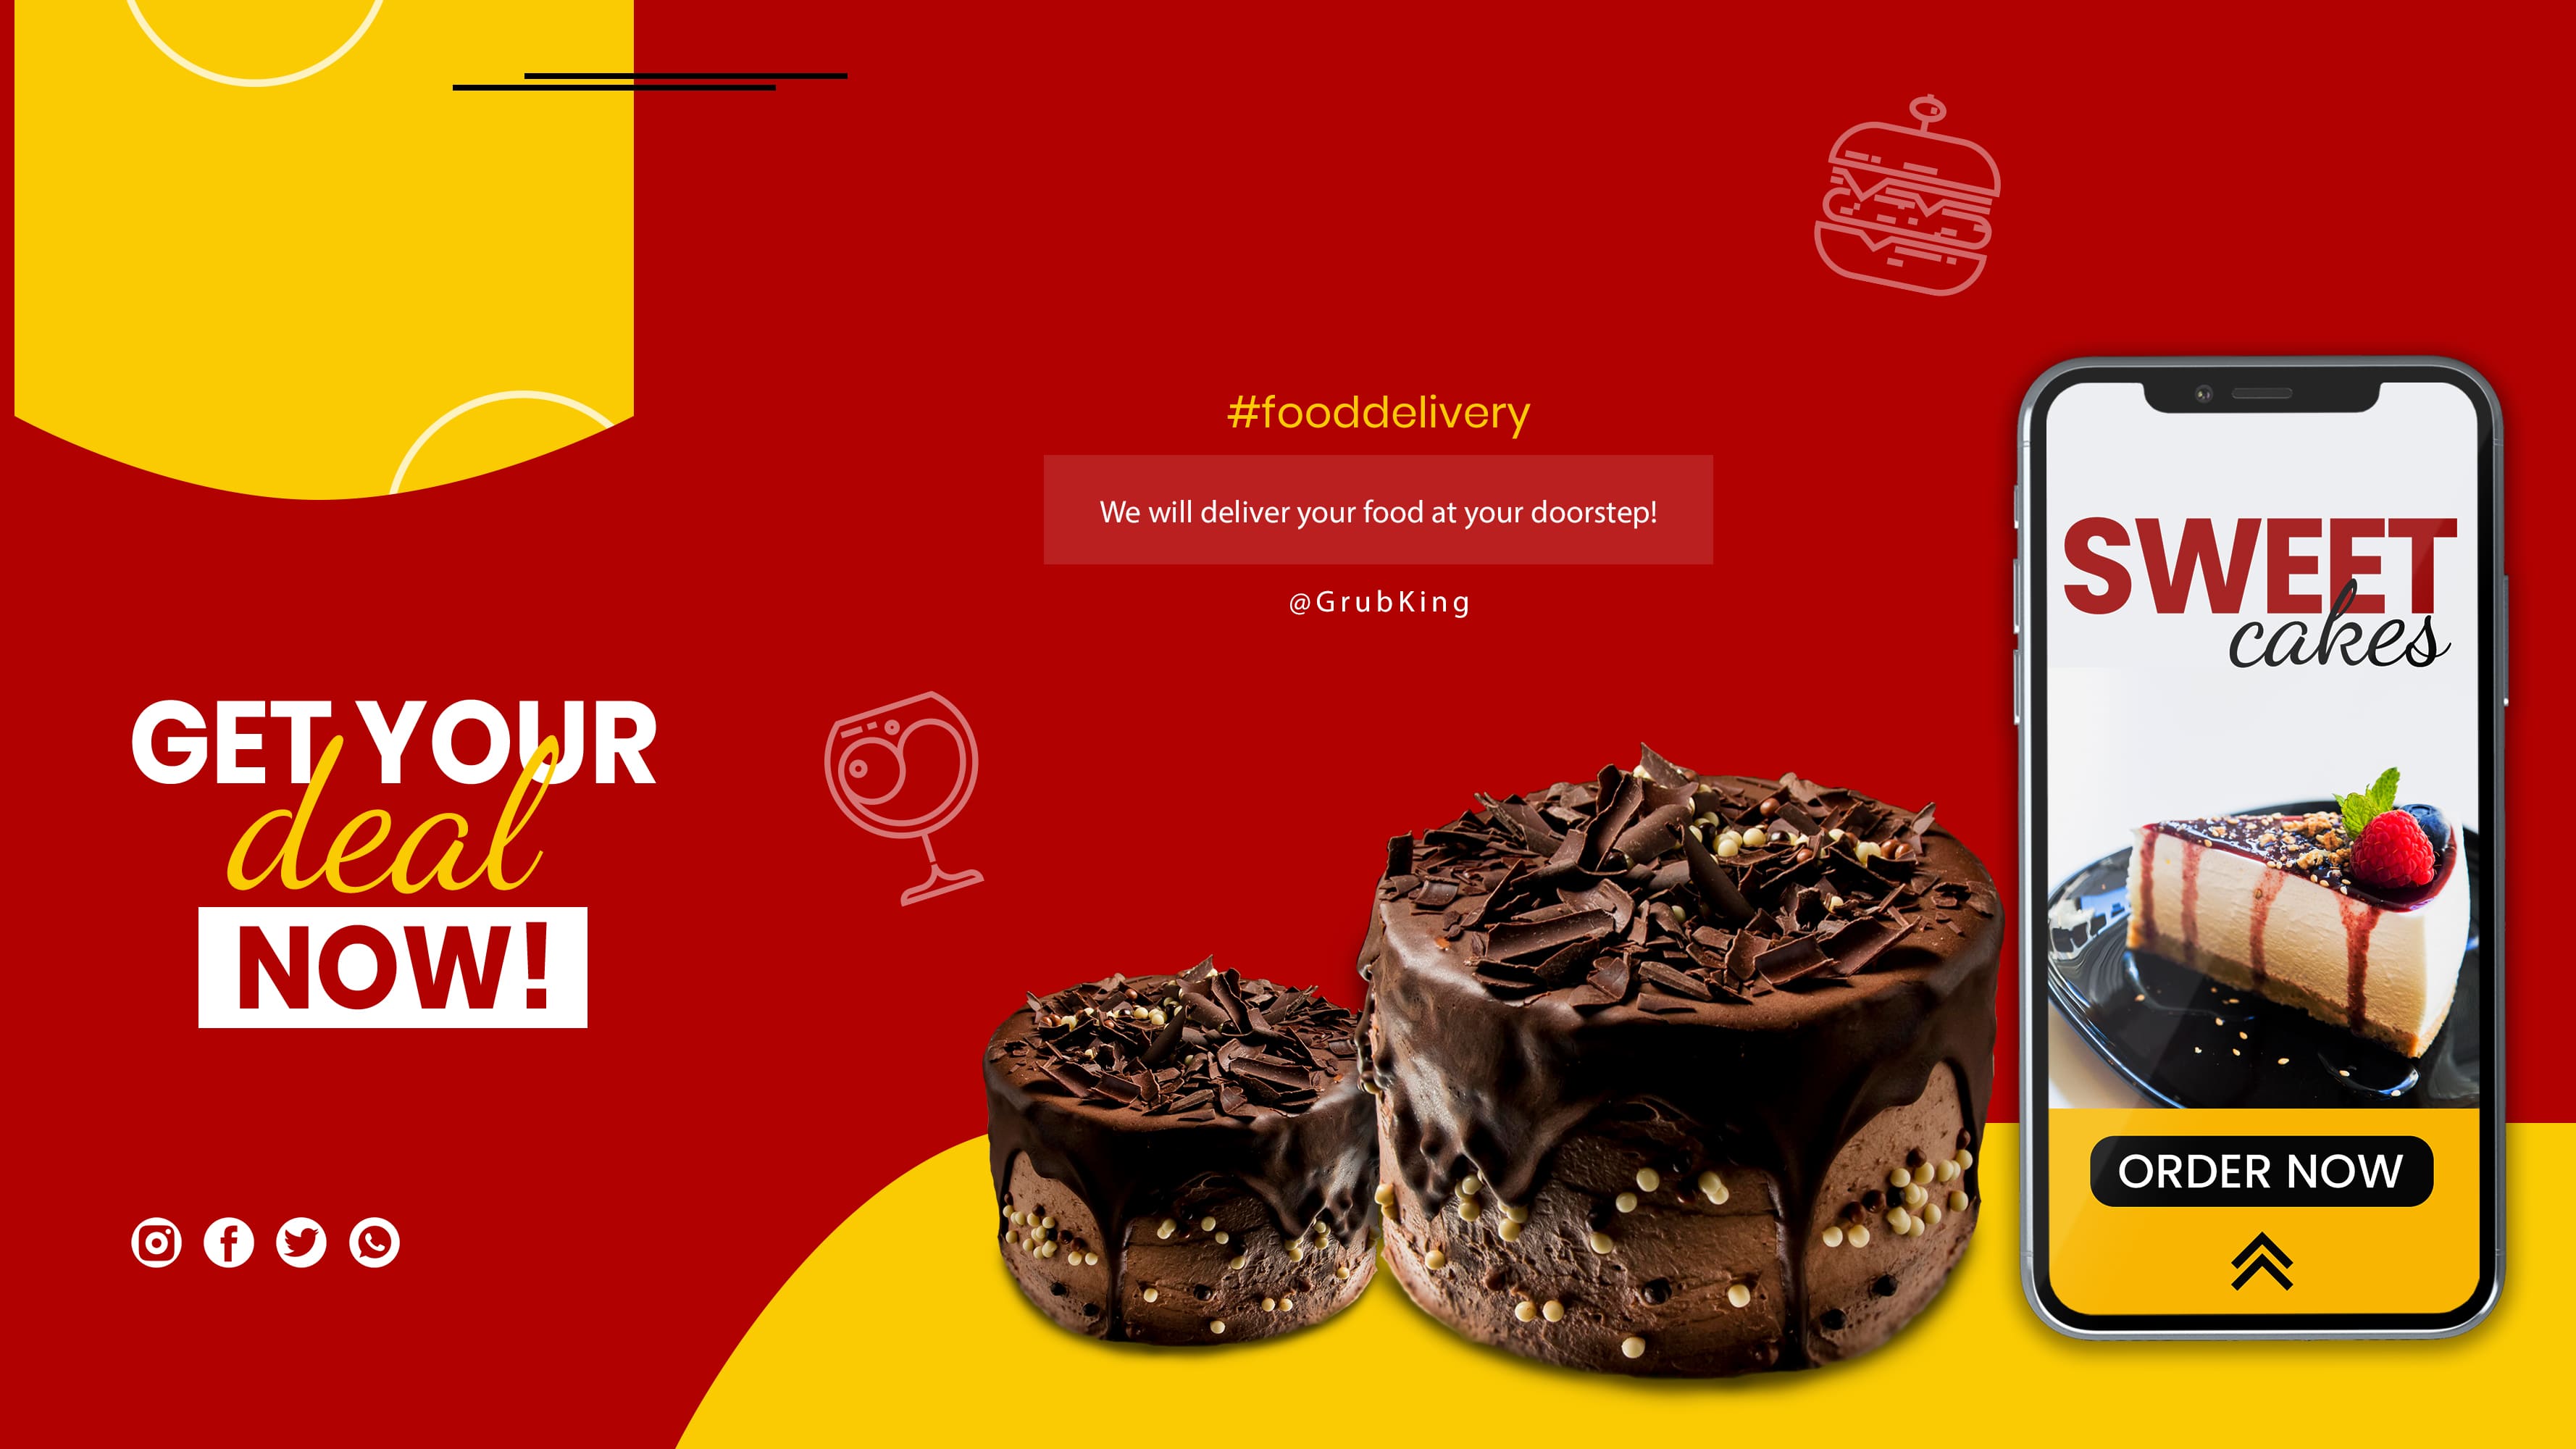 #fooddelivery
We will deliver your food at your doorstep!
@GrubKing
GET YOUR
deal
NOW!
SWEET
cakes
ORDER NOW